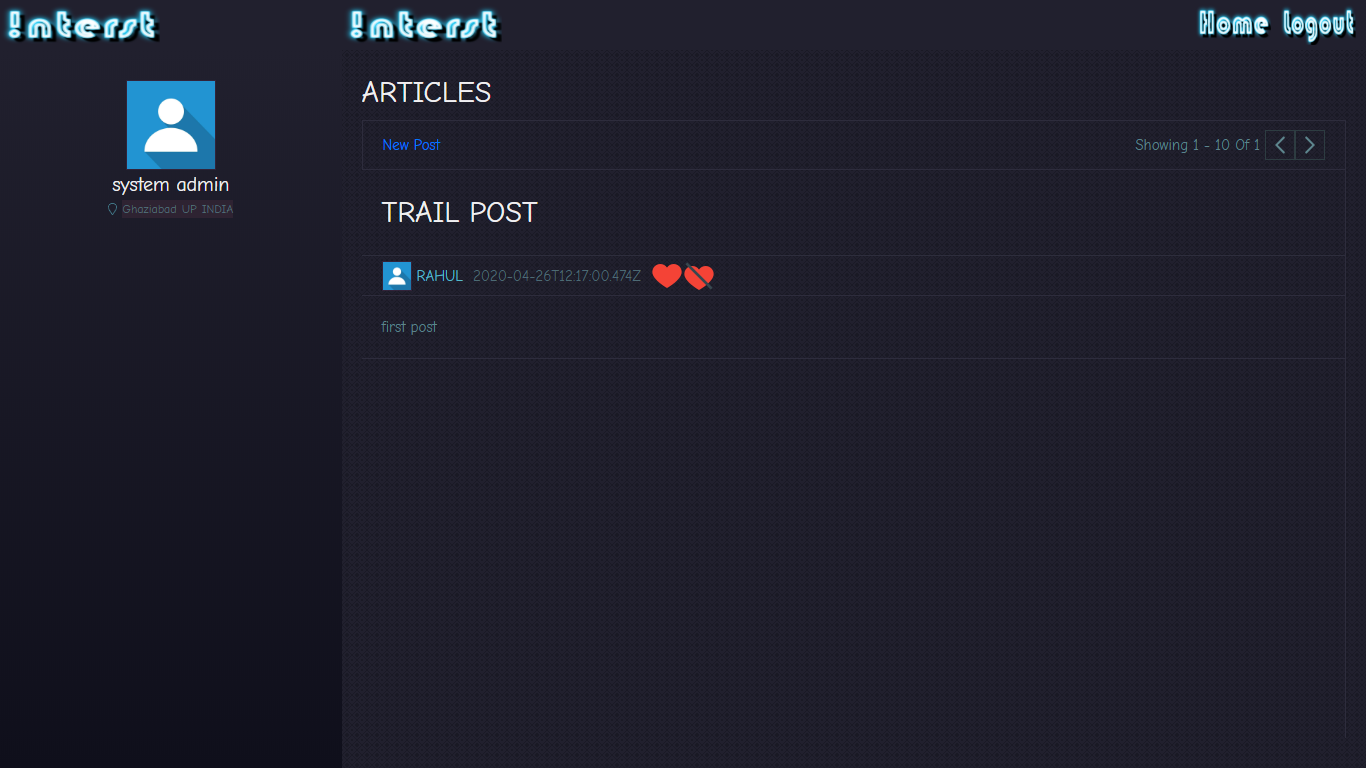 !nterst
system admin
Ghaziabad UP INDIA
!nterst
Home logout
ARTICLES
New Post
Showing 1 - 10 Of 1
TRAIL POST
RAHUL 2020-04-26T12:17:00.474Z
first post